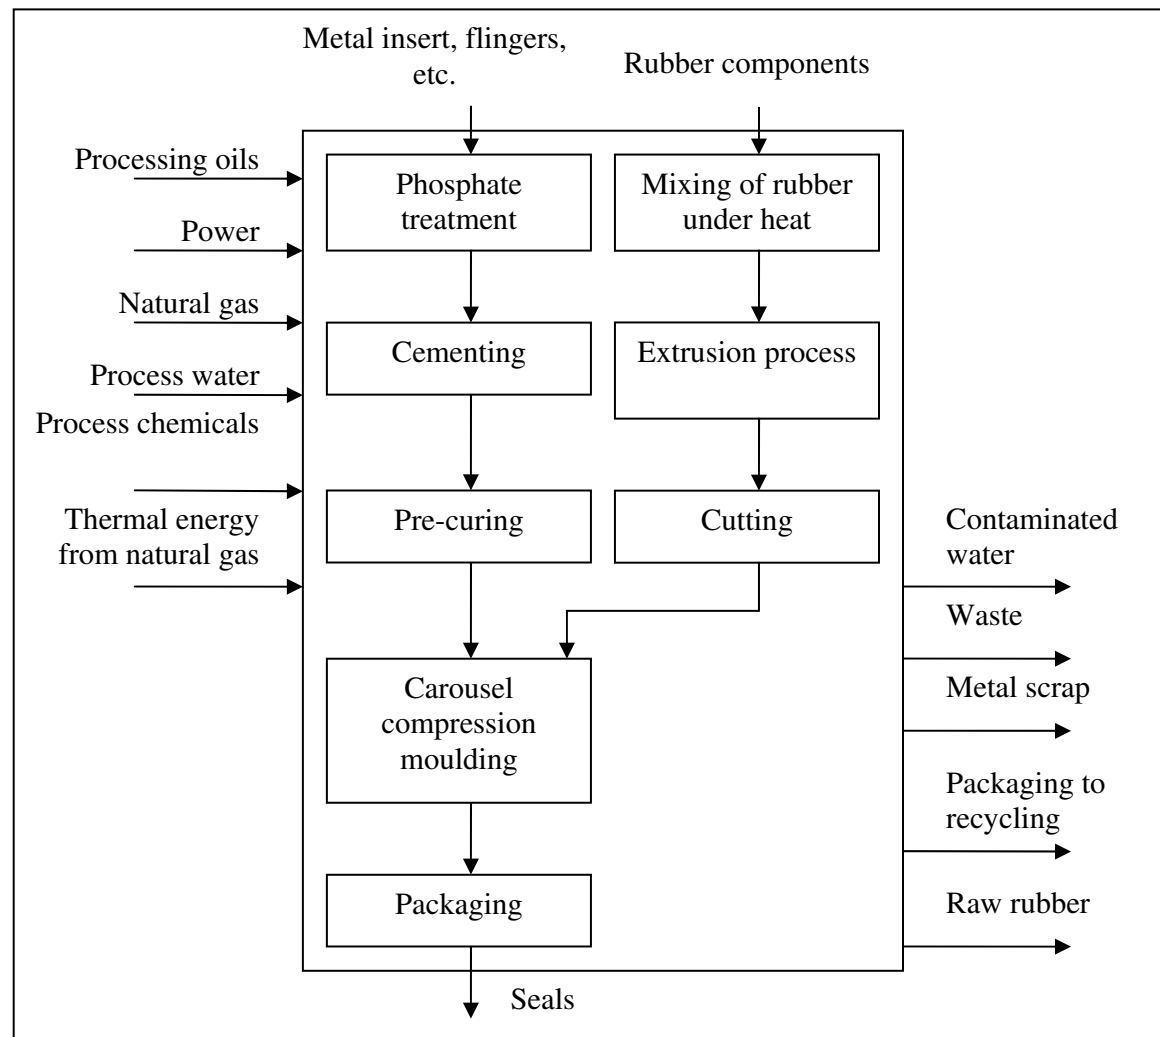 Metal insert, flingers,
etc.
Rubber components
Processing oils
Power
Natural gas
Process water
Process chemicals
Thermal energy
from natural gas
Phosphate
treatment
Mixing of rubber
under heat
Cementing
Extrusion process
Pre-curing
Cutting
Carousel
compression
moulding
Packaging
Contaminated
water
Waste
Metal scrap
Packaging to
recycling
Raw rubber
Seals